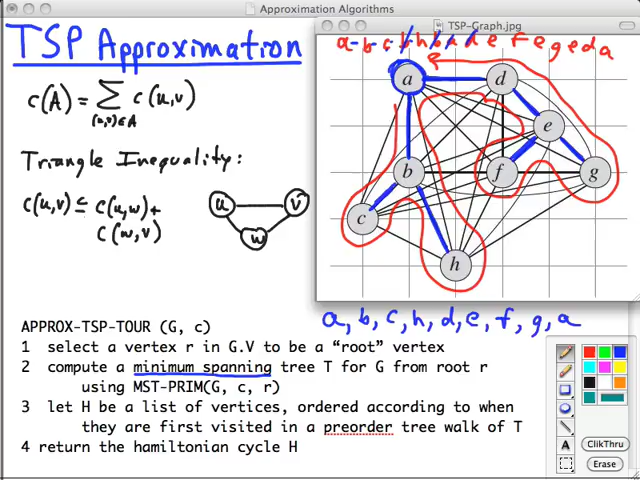 Approximation Algorithms
TSP Approximation
c(A) = ∑ c(u,v)
(u,v)∈A
Triangle Inequality:
c(u,v) ≤ c(u,w) +
c(w,v)
u
v
w
TSP-Graph.jpg
a
d
e
b
f
g
c
h
a, b, c, h, d, e, f, g, a
APPROX-TSP-TOUR (G, c)
1 select a vertex r in G.V to be a “root” vertex
2 compute a minimum spanning tree T for G from root r
using MST-PRIM(G, c, r)
3 let H be a list of vertices, ordered according to when
they are first visited in a preorder tree walk of T
4 return the hamiltonian cycle H
A
ClikThru
Erase